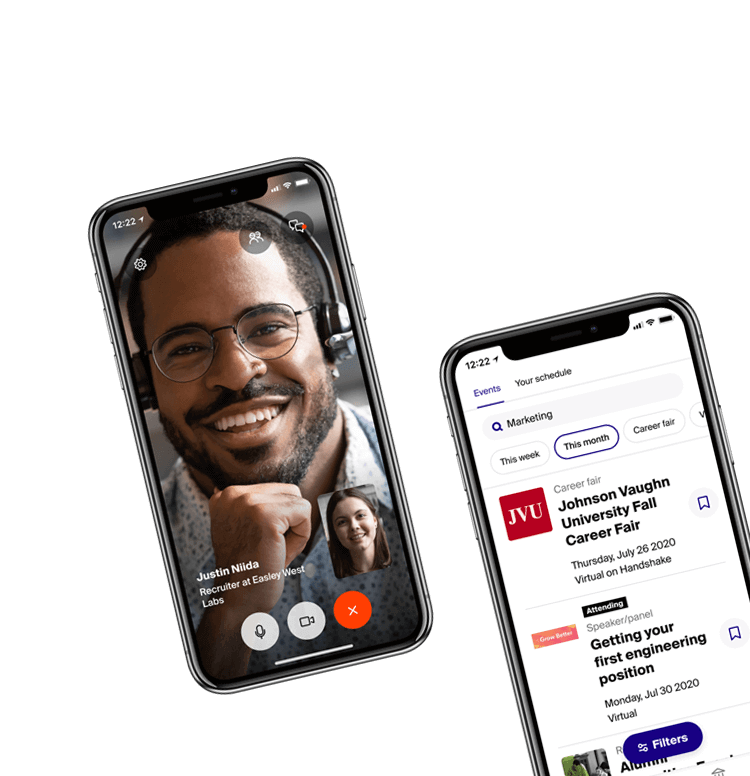 12:22
Justin Niida
Recruiter at Easley West
Labs
12:22
Events
Your schedule
Marketing
This week
This month
Career fair
JVU
Career fair
Johnson Vaughn
University Fall
Career Fair
Thursday, July 26 2020
Virtual on Handshake
Attending
Grow Better
Speaker/panel
Getting your
first engineering
position
Monday, Jul 30 2020
Virtual
Filters
Alumni